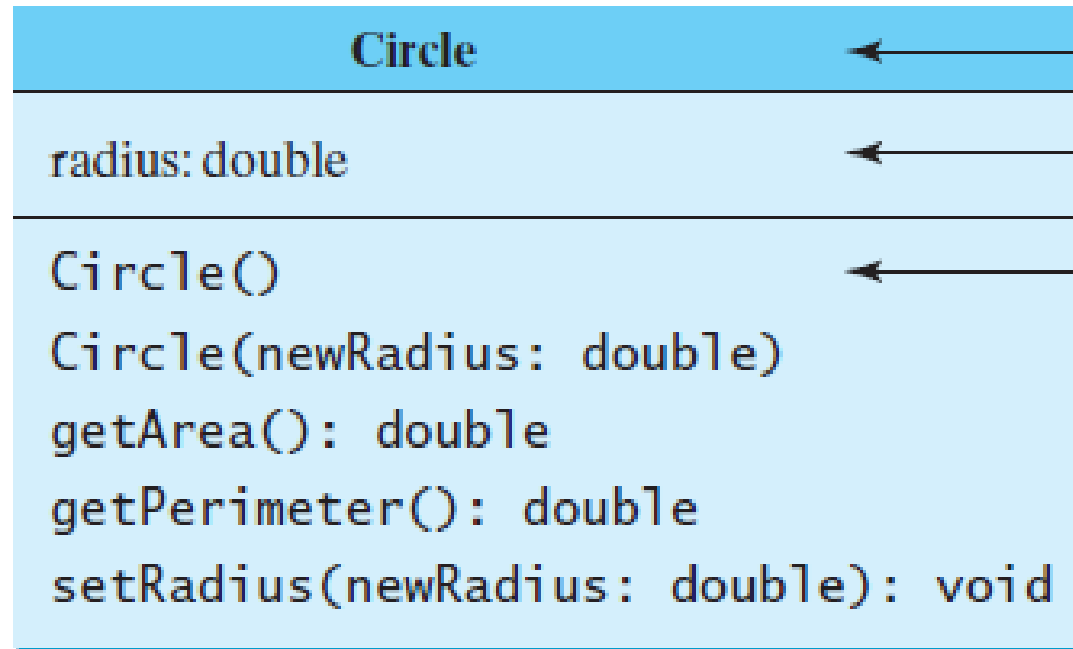 Circle
radius: double
Circle()
Circle(newRadius: double)
getArea(): double
getPerimeter(): double
setRadius(newRadius: double): void